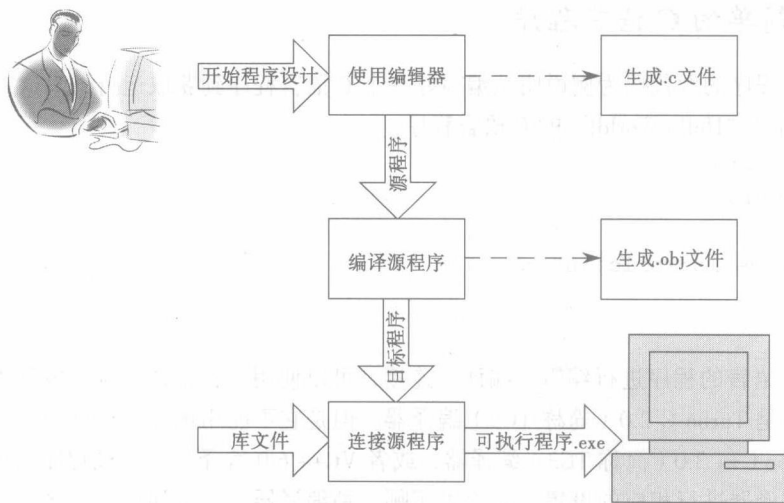 开始程序设计
使用编辑器
生成.c文件
源程序
编译源程序
生成.obj文件
目标程序
库文件
连接源程序
可执行程序.exe